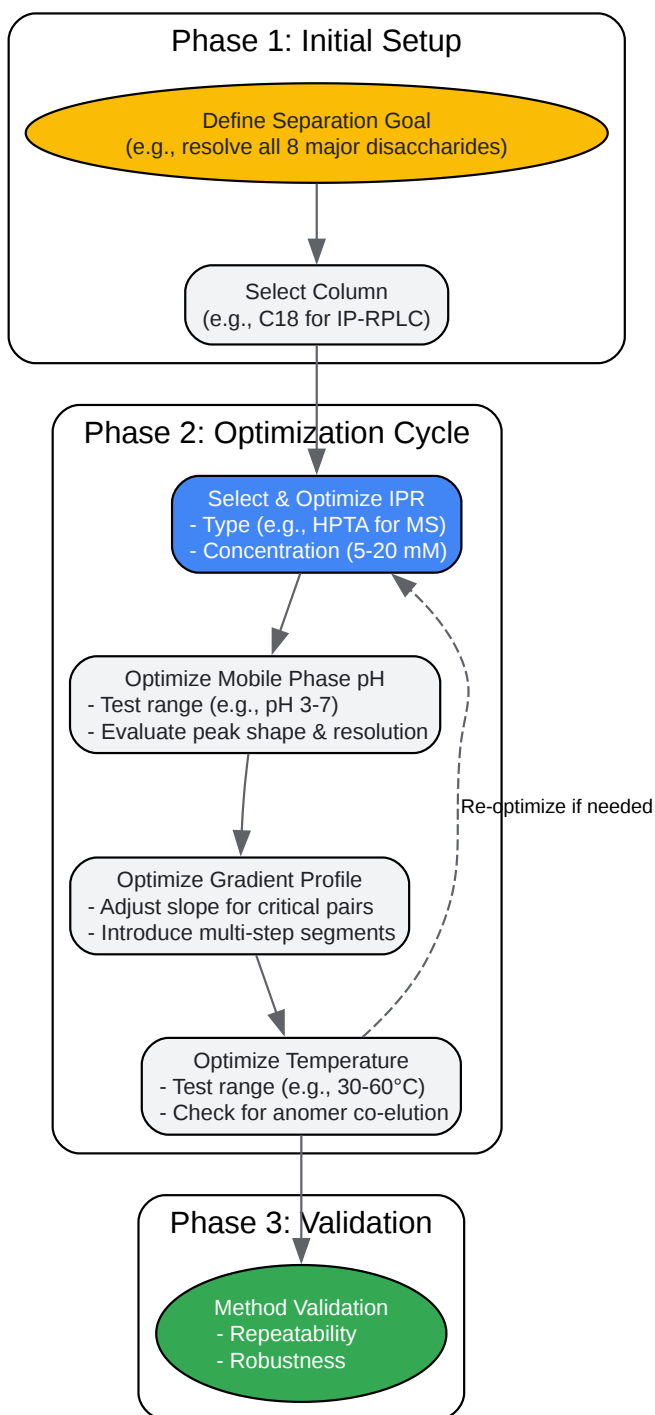 Phase 1: Initial Setup
Define Separation Goal
(e.g., resolve all 8 major disaccharides)
Select Column
(e.g., C18 for IP-RPLC)
Phase 2: Optimization Cycle
Select & Optimize IPR
- Type (e.g., HPTA for MS)
- Concentration (5-20 mM)
Optimize Mobile Phase pH
- Test range (e.g., pH 3-7)
- Evaluate peak shape & resolution
Re-optimize if needed
Optimize Gradient Profile
- Adjust slope for critical pairs
- Introduce multi-step segments
Optimize Temperature
- Test range (e.g., 30-60°C)
- Check for anomer co-elution
Phase 3: Validation
Method Validation
- Repeatability
- Robustness